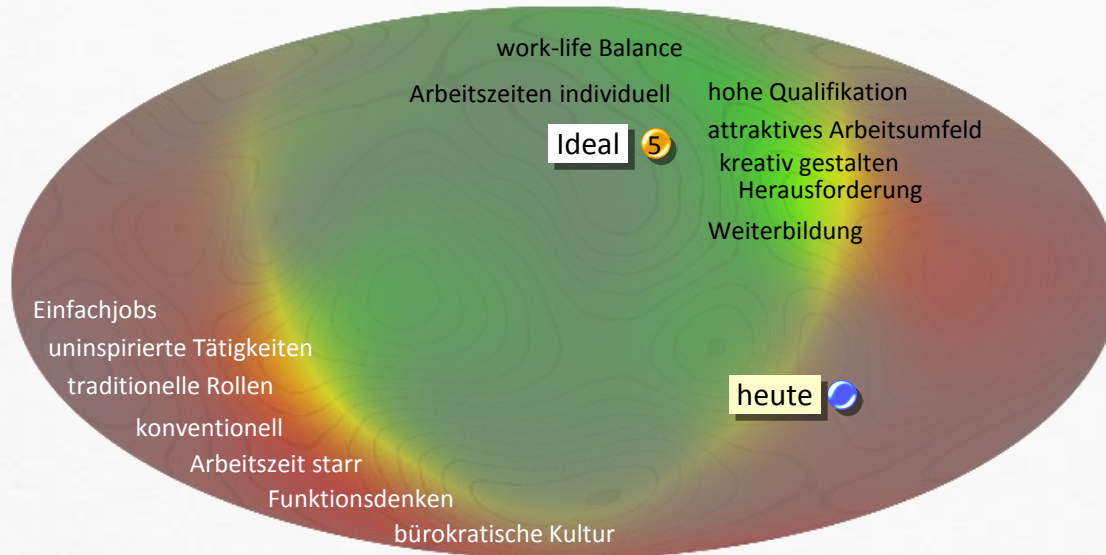 work-life Balance
Arbeitszeiten individuell
hohe Qualifikation
attraktives Arbeitsumfeld
Ideal 5
kreativ gestalten
Herausforderung
Weiterbildung
Einfachjobs
uninspirierte Tätigkeiten
traditionelle Rollen
heute
konventionell
Arbeitszeit starr
Funktionsdenken
bürokratische Kultur